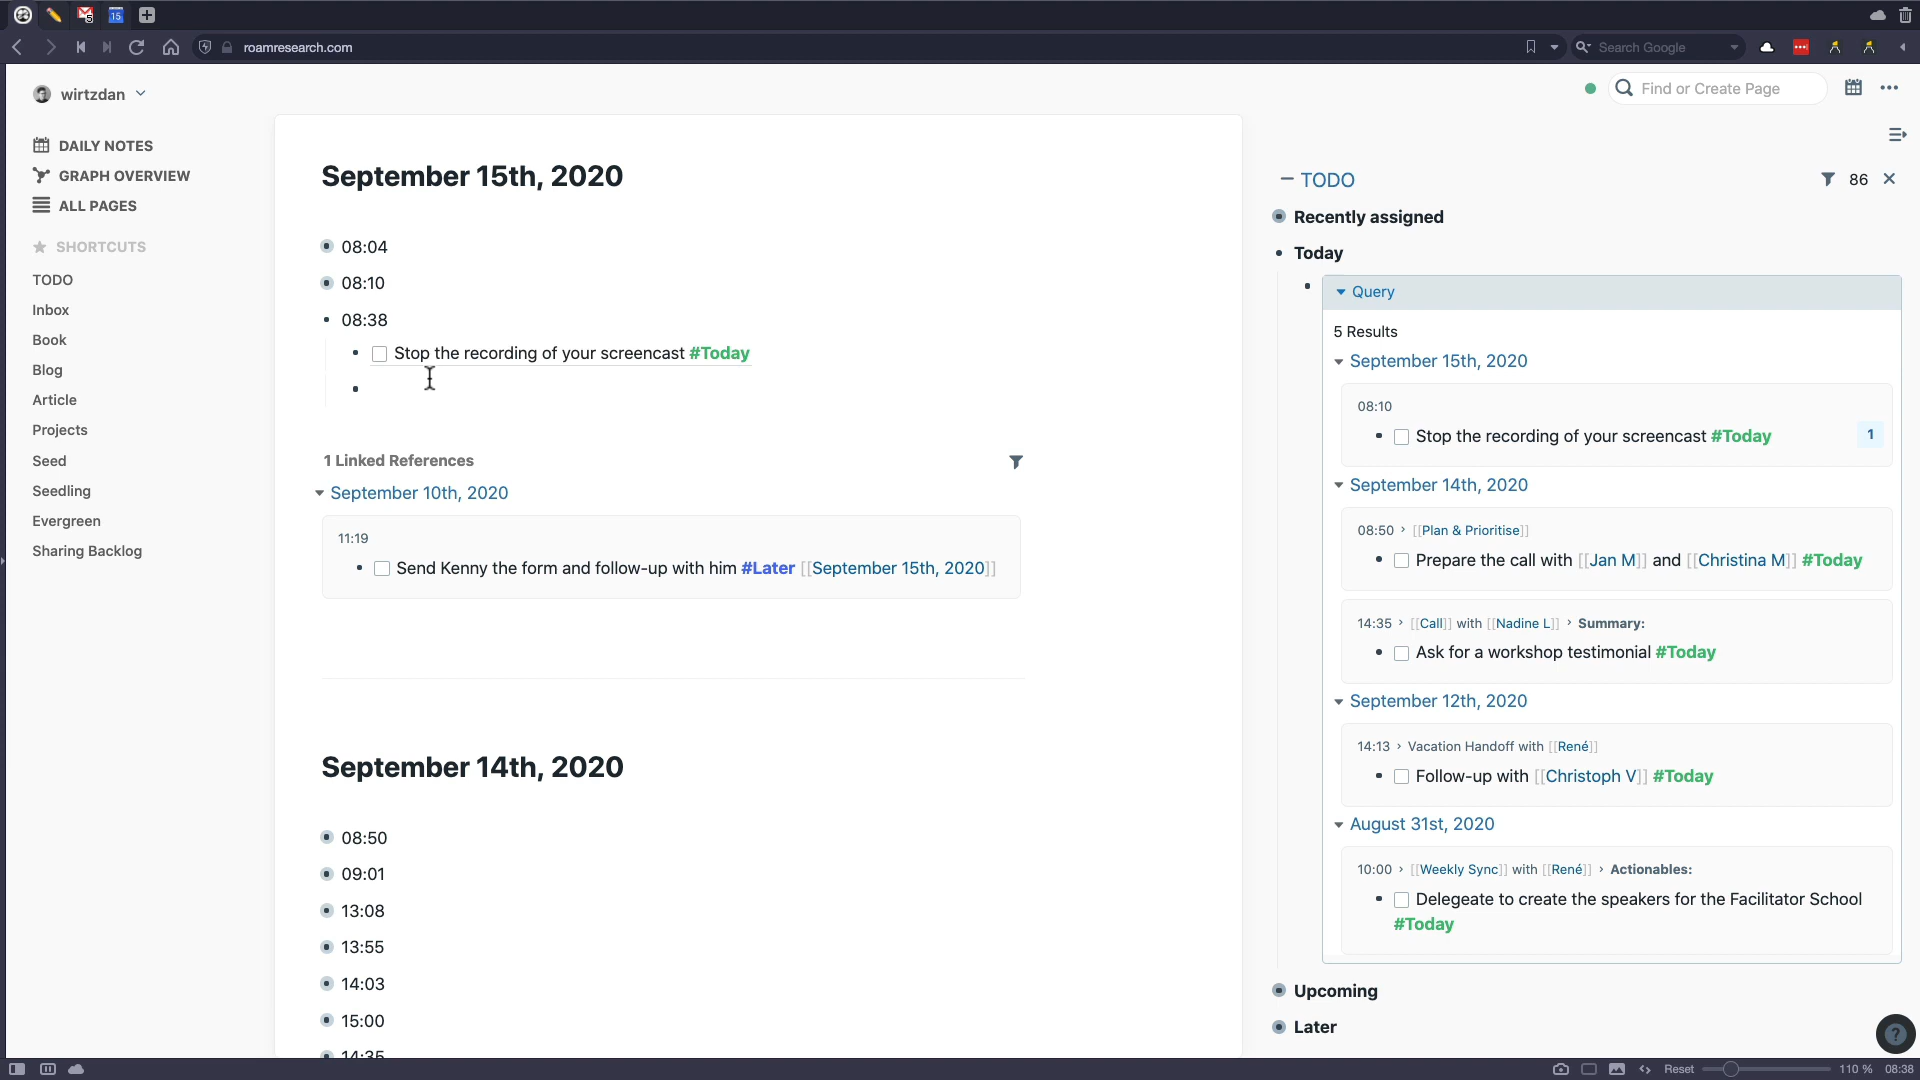 5
15
roamresearch.com
Search Google
wirtzdan
Find or Create Page
DAILY NOTES
GRAPH OVERVIEW
ALL PAGES
SHORTCUTS
TODO
Inbox
Book
Blog
Article
Projects
Seed
Seedling
Evergreen
Sharing Backlog
September 15th, 2020
08:04
08:10
08:38
Stop the recording of your screencast #Today
1 Linked References
September 10th, 2020
11:19
Send Kenny the form and follow-up with him #Later [[September 15th, 2020]]
September 14th, 2020
08:50
09:01
13:08
13:55
14:03
15:00
14:35
TODO
86
Recently assigned
Today
Query
5 Results
September 15th, 2020
08:10
Stop the recording of your screencast #Today
1
September 14th, 2020
08:50 › [[Plan & Prioritise]]
Prepare the call with [[Jan M]] and [[Christina M]] #Today
14:35 › [[Call]] with [[Nadine L]] › Summary:
Ask for a workshop testimonial #Today
September 12th, 2020
14:13 › Vacation Handoff with [[René]]
Follow-up with [[Christoph V]] #Today
August 31st, 2020
10:00 › [[Weekly Sync]] with [[René]] › Actionables:
Delegeate to create the speakers for the Facilitator School
#Today
Upcoming
Later
?
Reset
110 %
08:38